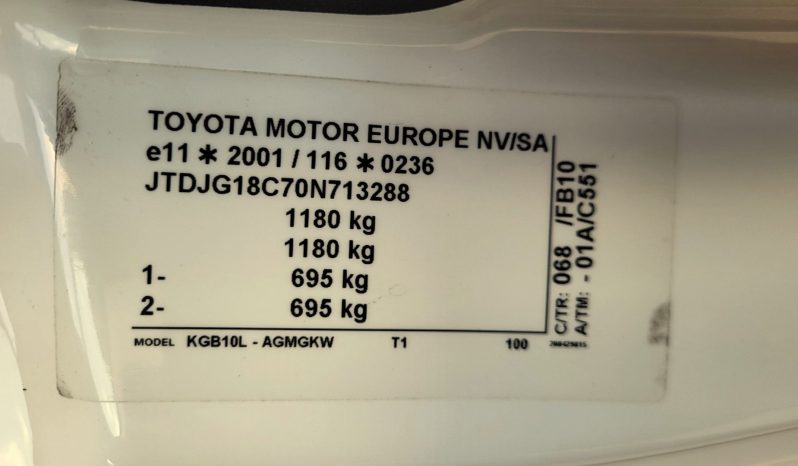 TOYOTA MOTOR EUROPE NV/SA
e11 * 2001 / 116 * 0236
JTDJG18C70N713288
1180 kg
1180 kg
1- 695 kg
2- 695 kg
MODEL KGB10L - AGMGKW T1 100
C/TR: 068 /FB10
A/TM: - 01A/C551